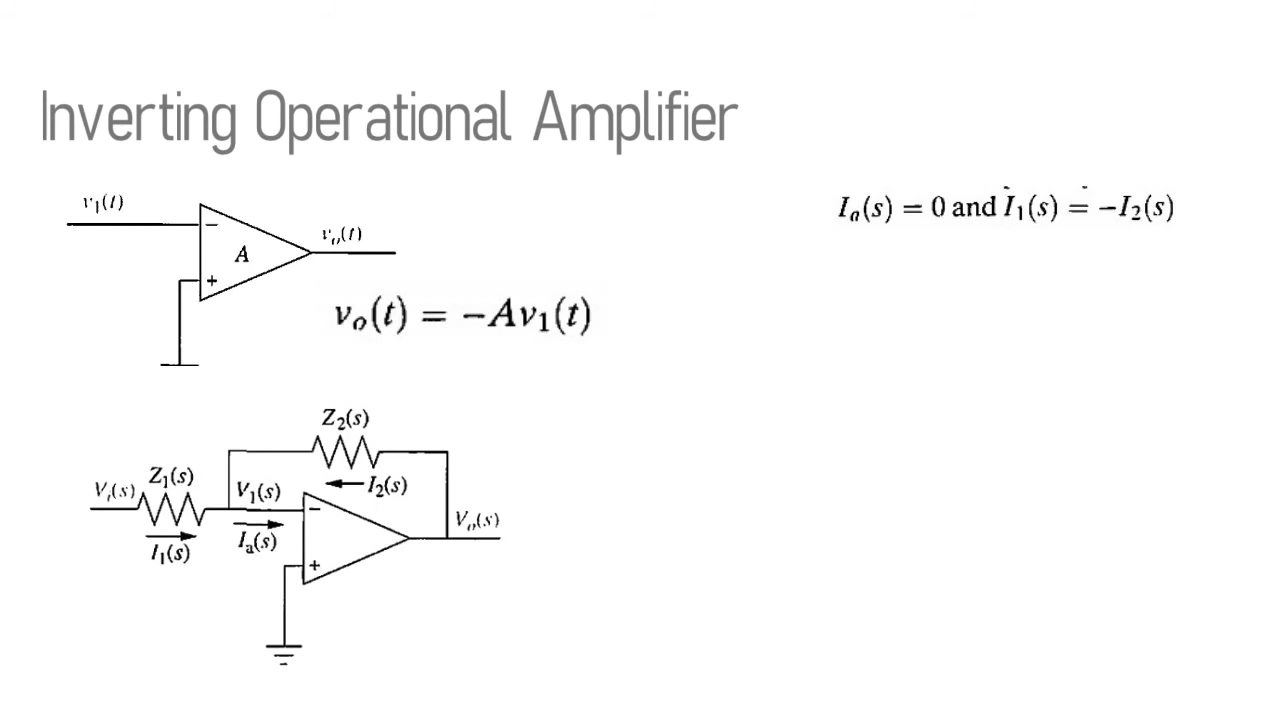 Inverting Operational Amplifier
v₁(t)
−
A
vₒ(t)
+
vₒ(t) = −Av₁(t)
Iₐ(s) = 0 and I₁(s) = −I₂(s)
Z₂(s)
Z₁(s)
Vᵢ(s)
V₁(s)
I₂(s)
−
Vₒ(s)
I₁(s)
Iₐ(s)
+